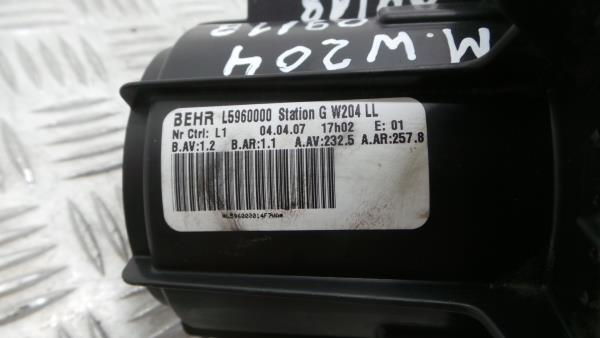 M.W204
BEHR L5960000 Station G W204 LL
Nr Ctrl: L1 04.04.07 17h02 E: 01
B.AV:1.2 B.AR:1.1 A.AV:232.5 A.AR:257.8